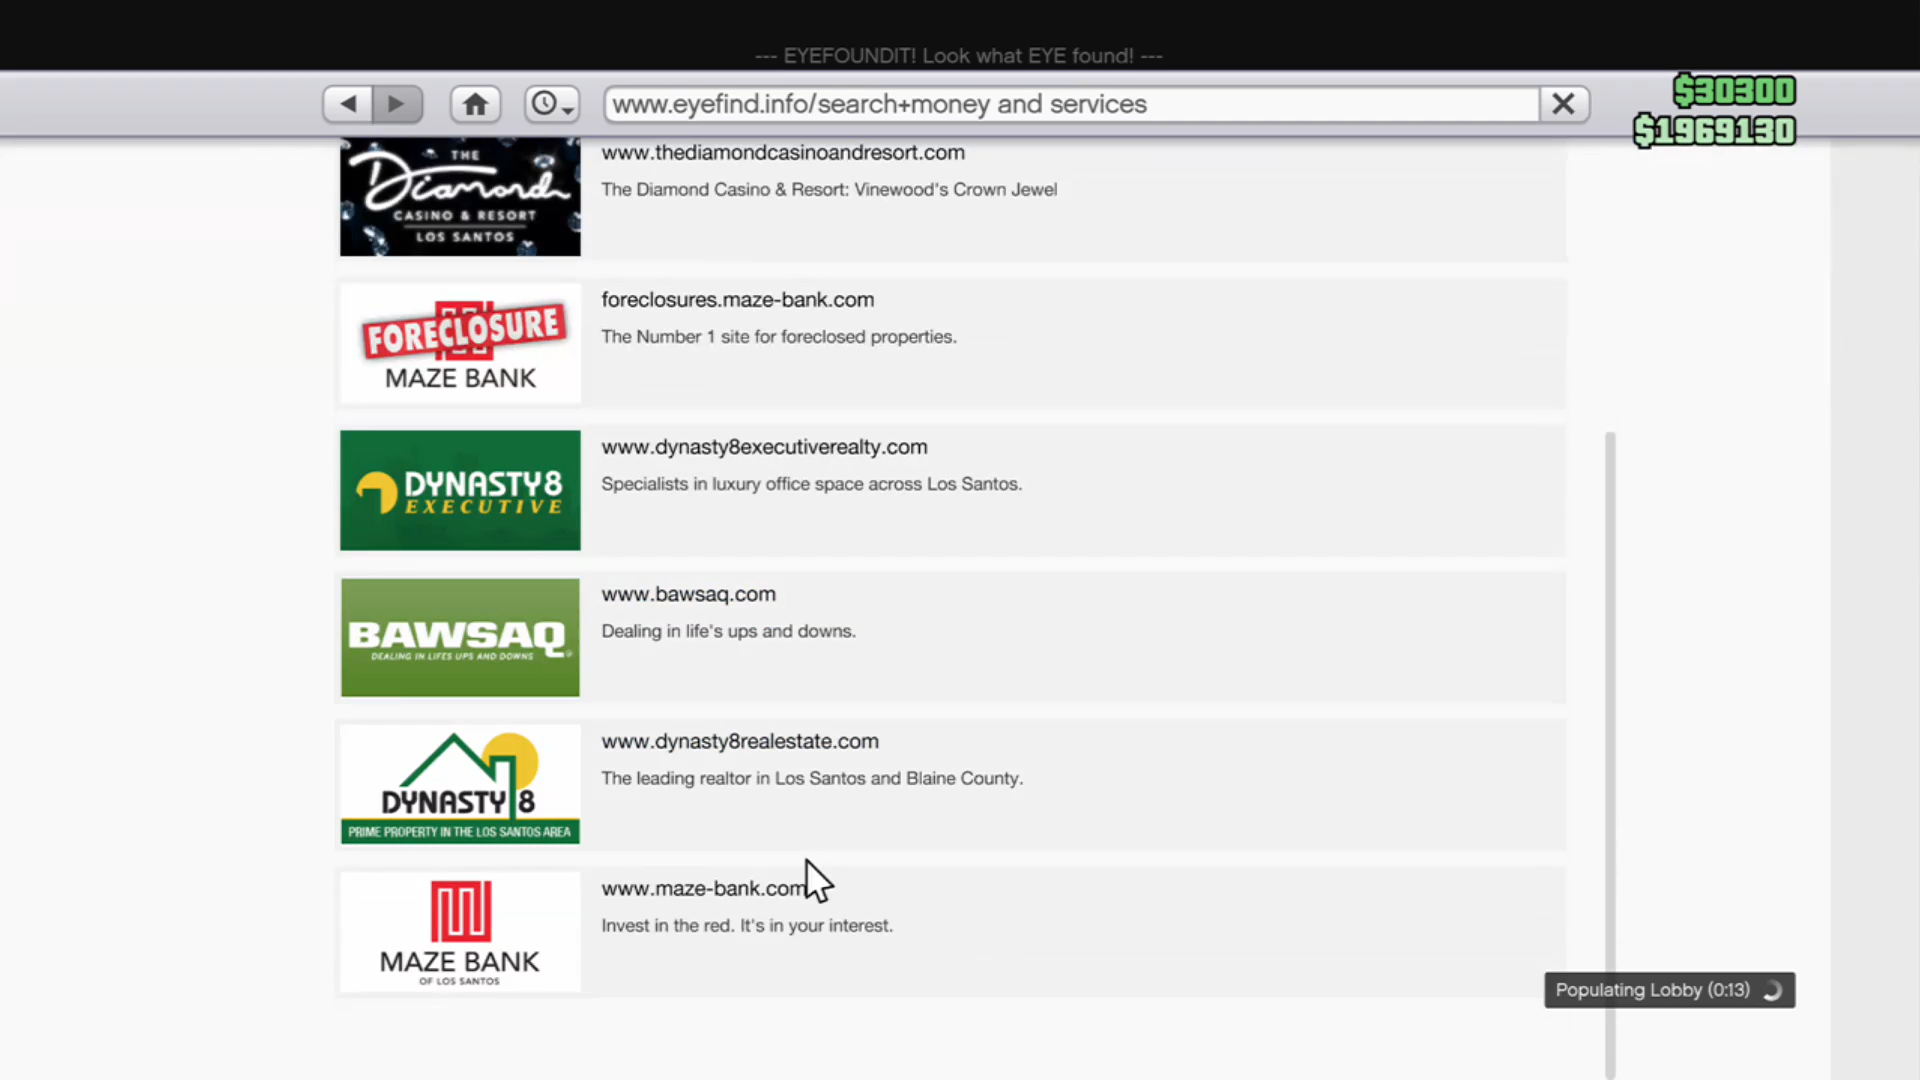 --- EYEFOUNDIT! Look what EYE found! ---
www.eyefind.info/search+money and services
$30300
$1969130
THE
Diamond
CASINO & RESORT
LOS SANTOS
www.thediamondcasinoandresort.com
The Diamond Casino & Resort: Vinewood's Crown Jewel
FORECLOSURE
MAZE BANK
foreclosures.maze-bank.com
The Number 1 site for foreclosed properties.
DYNASTY8
EXECUTIVE
www.dynasty8executiverealty.com
Specialists in luxury office space across Los Santos.
BAWSAQ
DEALING IN LIFES UPS AND DOWNS
www.bawsaq.com
Dealing in life's ups and downs.
DYNASTY 8
PRIME PROPERTY IN THE LOS SANTOS AREA
www.dynasty8realestate.com
The leading realtor in Los Santos and Blaine County.
MAZE BANK
OF LOS SANTOS
www.maze-bank.com
Invest in the red. It's in your interest.
Populating Lobby (0:13)